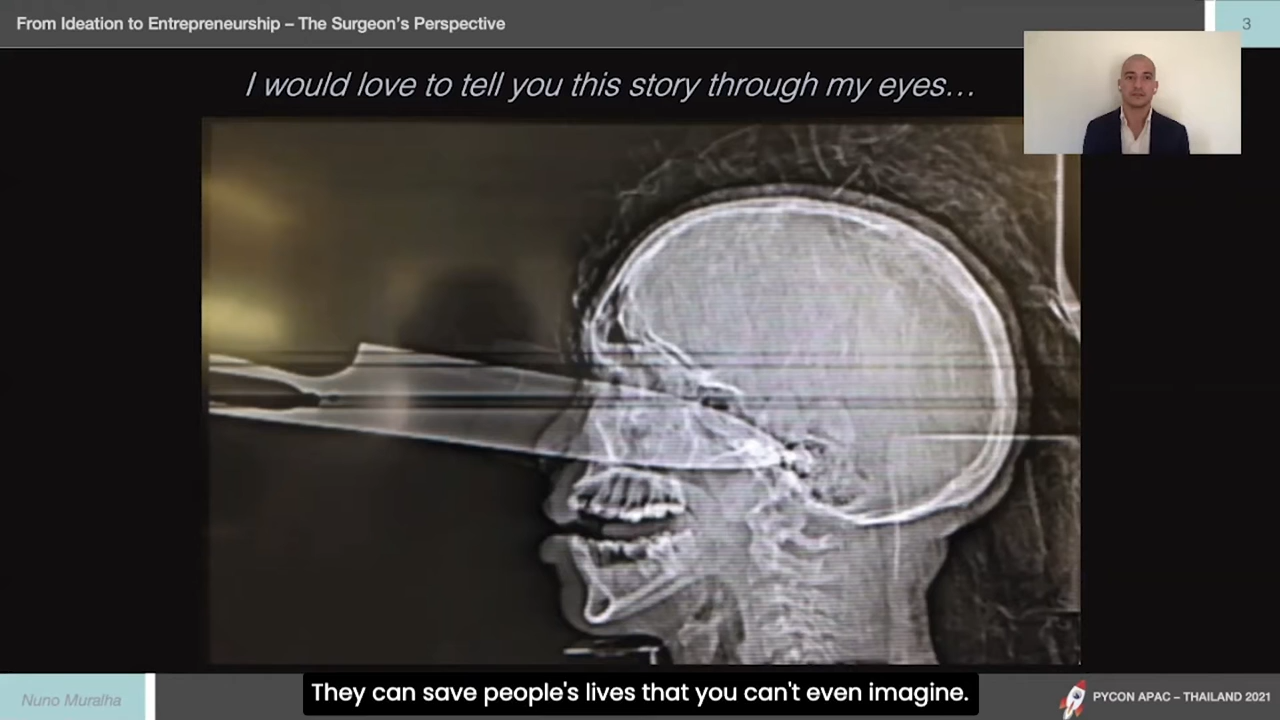 From Ideation to Entrepreneurship – The Surgeon's Perspective
3
I would love to tell you this story through my eyes…
They can save people's lives that you can't even imagine.
Nuno Muralha
PYCON APAC – THAILAND 2021